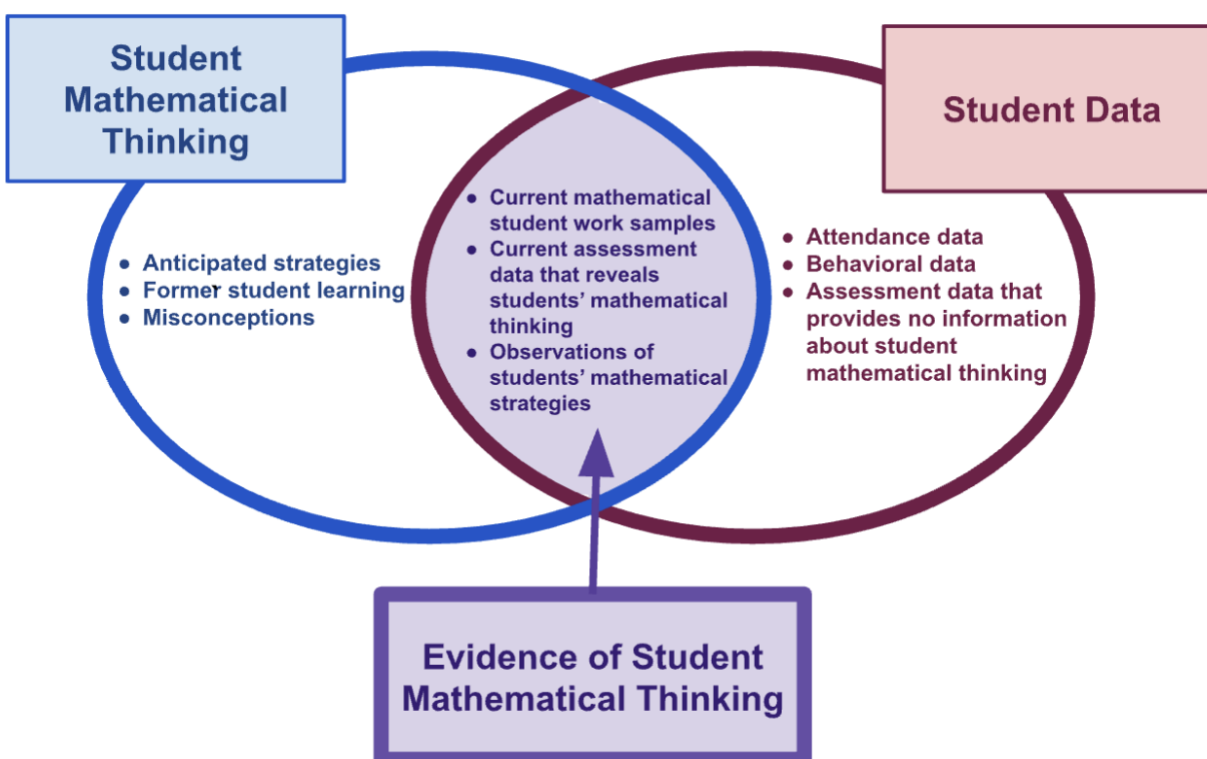 Student
Mathematical
Thinking
Student Data
● Anticipated strategies
● Former student learning
● Misconceptions
● Current mathematical
student work samples
● Current assessment
data that reveals
students’ mathematical
thinking
● Observations of
students’ mathematical
strategies
● Attendance data
● Behavioral data
● Assessment data that
provides no information
about student
mathematical thinking
Evidence of Student
Mathematical Thinking